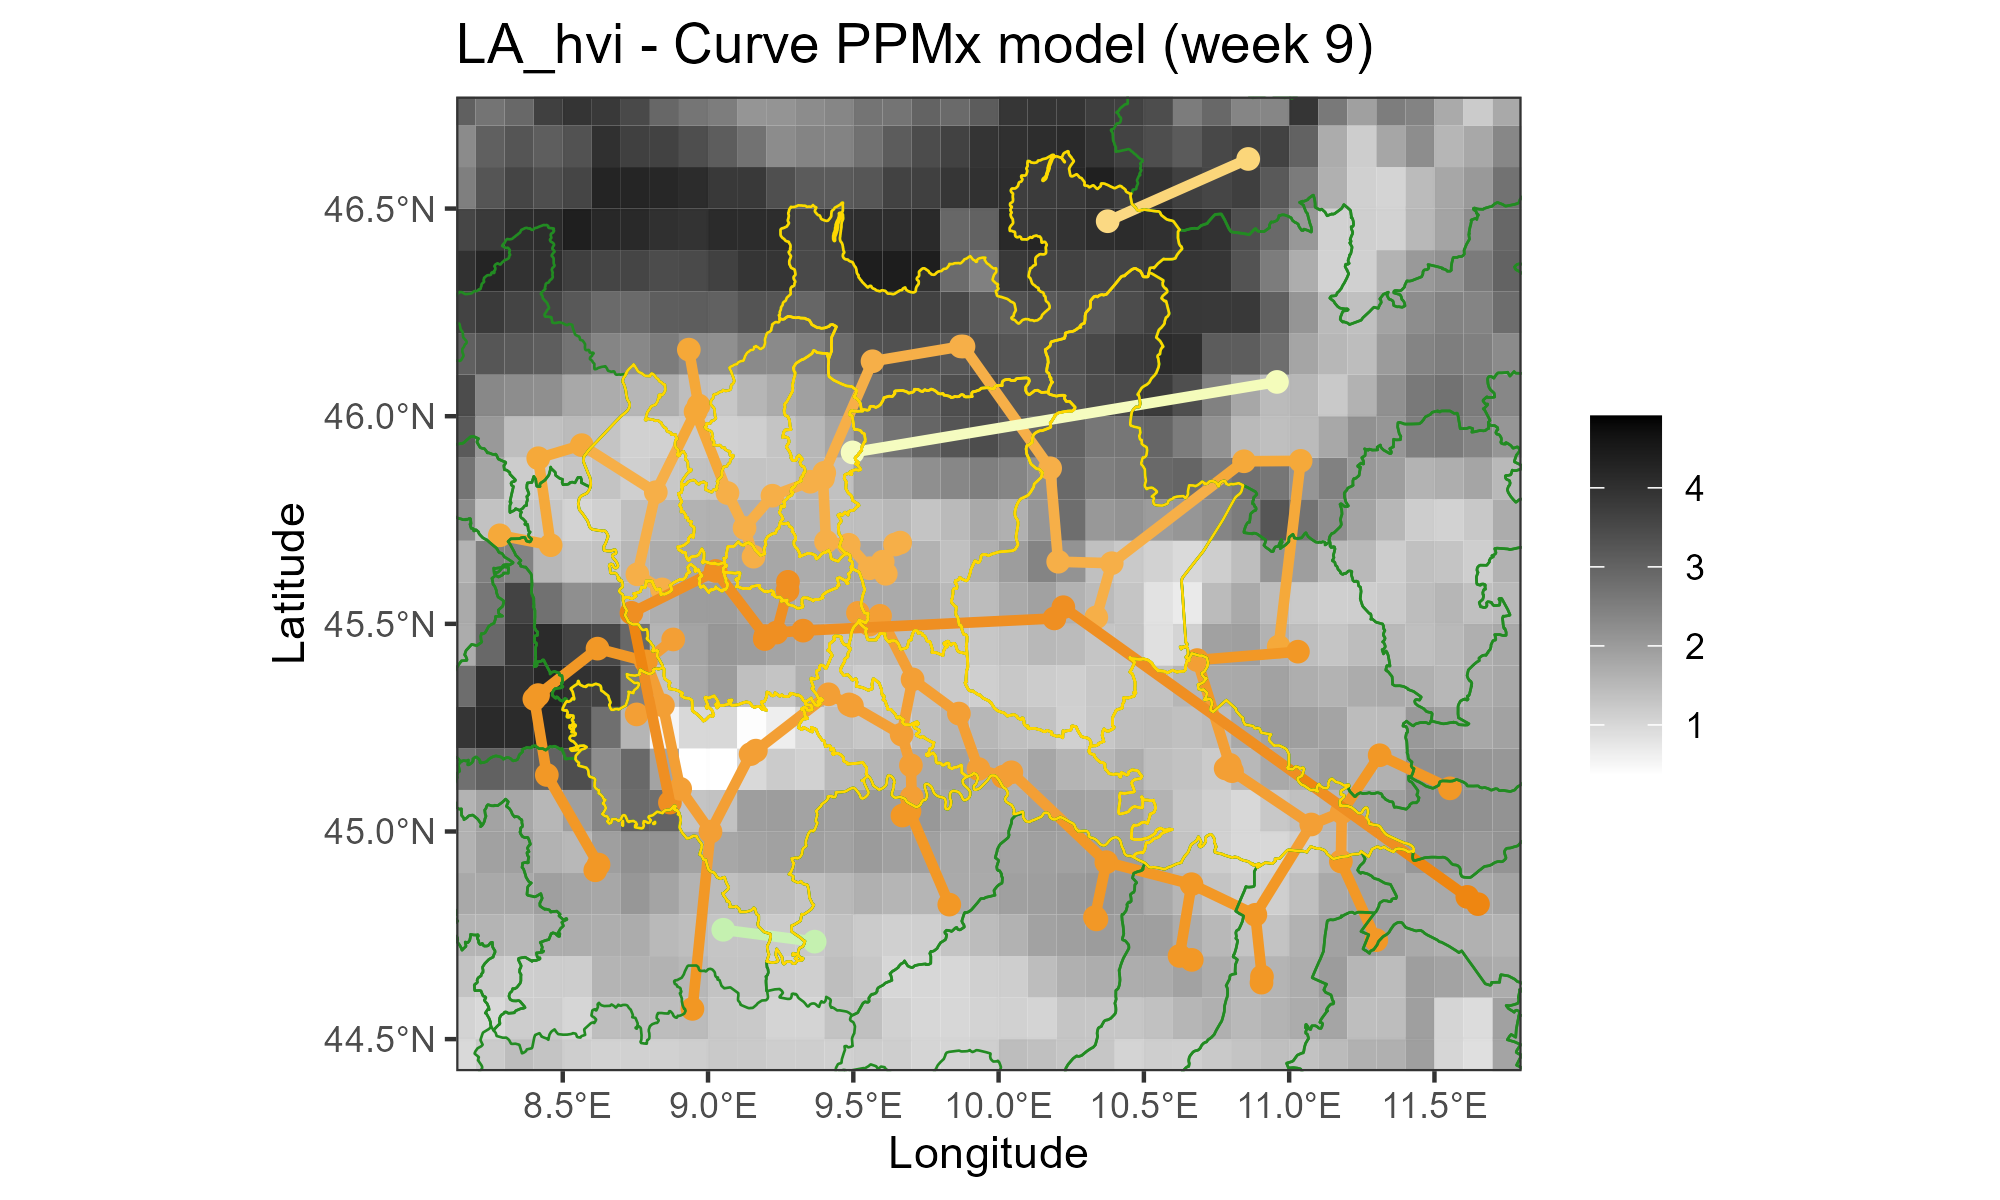 LA_hvi - Curve PPMx model (week 9)
46.5°N
46.0°N
45.5°N
45.0°N
44.5°N
Latitude
8.5°E
9.0°E
9.5°E
10.0°E
10.5°E
11.0°E
11.5°E
Longitude
4
3
2
1